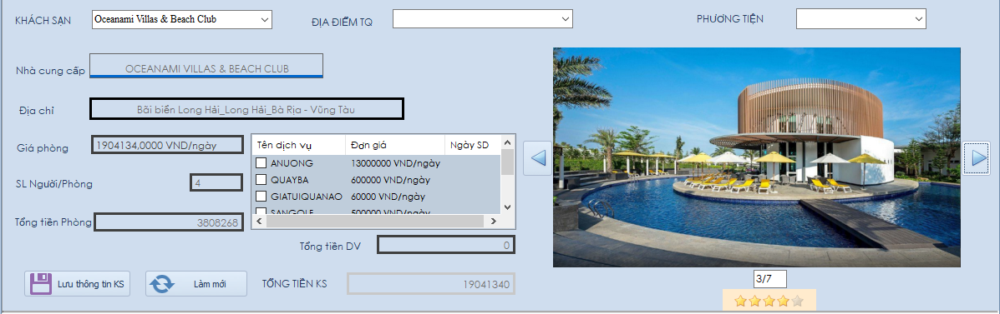 KHÁCH SẠN
Oceanami Villas & Beach Club
ĐỊA ĐIỂM TQ
PHƯƠNG TIỆN
Nhà cung cấp
OCEANAMI VILLAS & BEACH CLUB
Địa chỉ
Bãi biển Long Hải_Long Hải_Bà Rịa - Vũng Tàu
Giá phòng
1904134,0000 VND/ngày
SL Người/Phòng
4
Tổng tiền Phòng
3808268
Tên dịch vụ Đơn giá Ngày SD
ANUONG 13000000 VND/ngày
QUAYBA 600000 VND/ngày
GIATUIQUANAO 60000 VND/ngày
SANGOLF 500000 VND/ngày
Tổng tiền DV
0
Lưu thông tin KS
Làm mới
TỔNG TIỀN KS
19041340
3/7